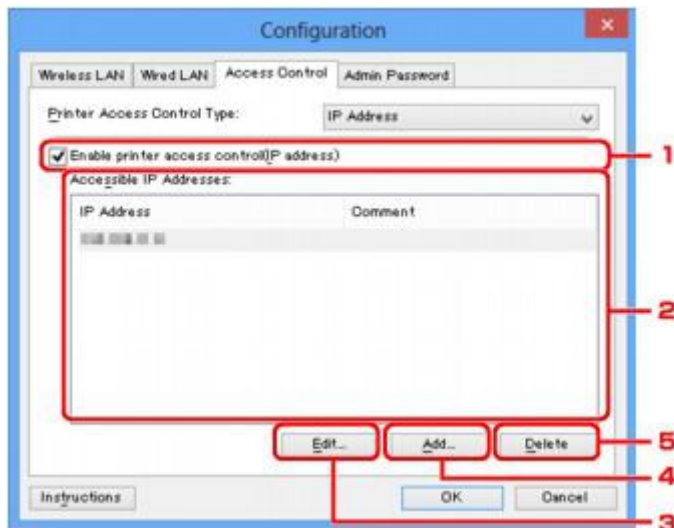 Configuration
Wireless LAN Wired LAN Access Control Admin Password
Printer Access Control Type: IP Address
Enable printer access control(IP address) 1
Accessible IP Addresses:
IP Address Comment
2
Edit... Add... Delete 5
4
Instructions OK Cancel
3